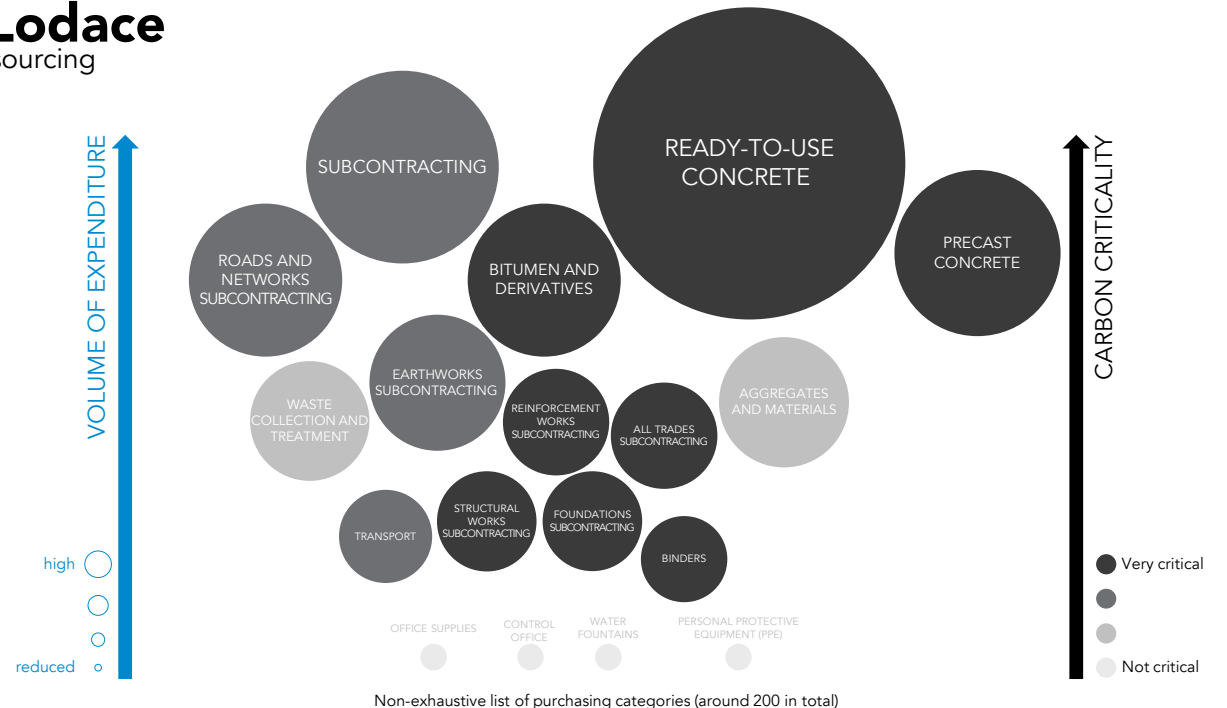 Lodace
sourcing
VOLUME OF EXPENDITURE
high
reduced
SUBCONTRACTING
READY-TO-USE
CONCRETE
PRECAST
CONCRETE
ROADS AND
NETWORKS
SUBCONTRACTING
BITUMEN AND
DERIVATIVES
EARTHWORKS
SUBCONTRACTING
WASTE
COLLECTION AND
TREATMENT
REINFORCEMENT
WORKS
SUBCONTRACTING
ALL TRADES
SUBCONTRACTING
AGGREGATES
AND MATERIALS
TRANSPORT
STRUCTURAL
WORKS
SUBCONTRACTING
FOUNDATIONS
SUBCONTRACTING
BINDERS
OFFICE SUPPLIES
CONTROL
OFFICE
WATER
FOUNTAINS
PERSONAL PROTECTIVE
EQUIPMENT (PPE)
CARBON CRITICALITY
Very critical
Not critical
Non-exhaustive list of purchasing categories (around 200 in total)